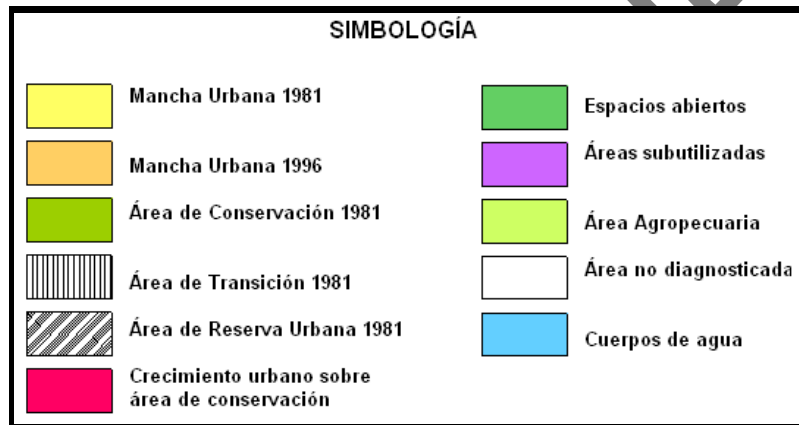 SIMBOLOGÍA
Mancha Urbana 1981
Mancha Urbana 1996
Área de Conservación 1981
Área de Transición 1981
Área de Reserva Urbana 1981
Crecimiento urbano sobre
área de conservación
Espacios abiertos
Áreas subutilizadas
Área Agropecuaria
Área no diagnosticada
Cuerpos de agua